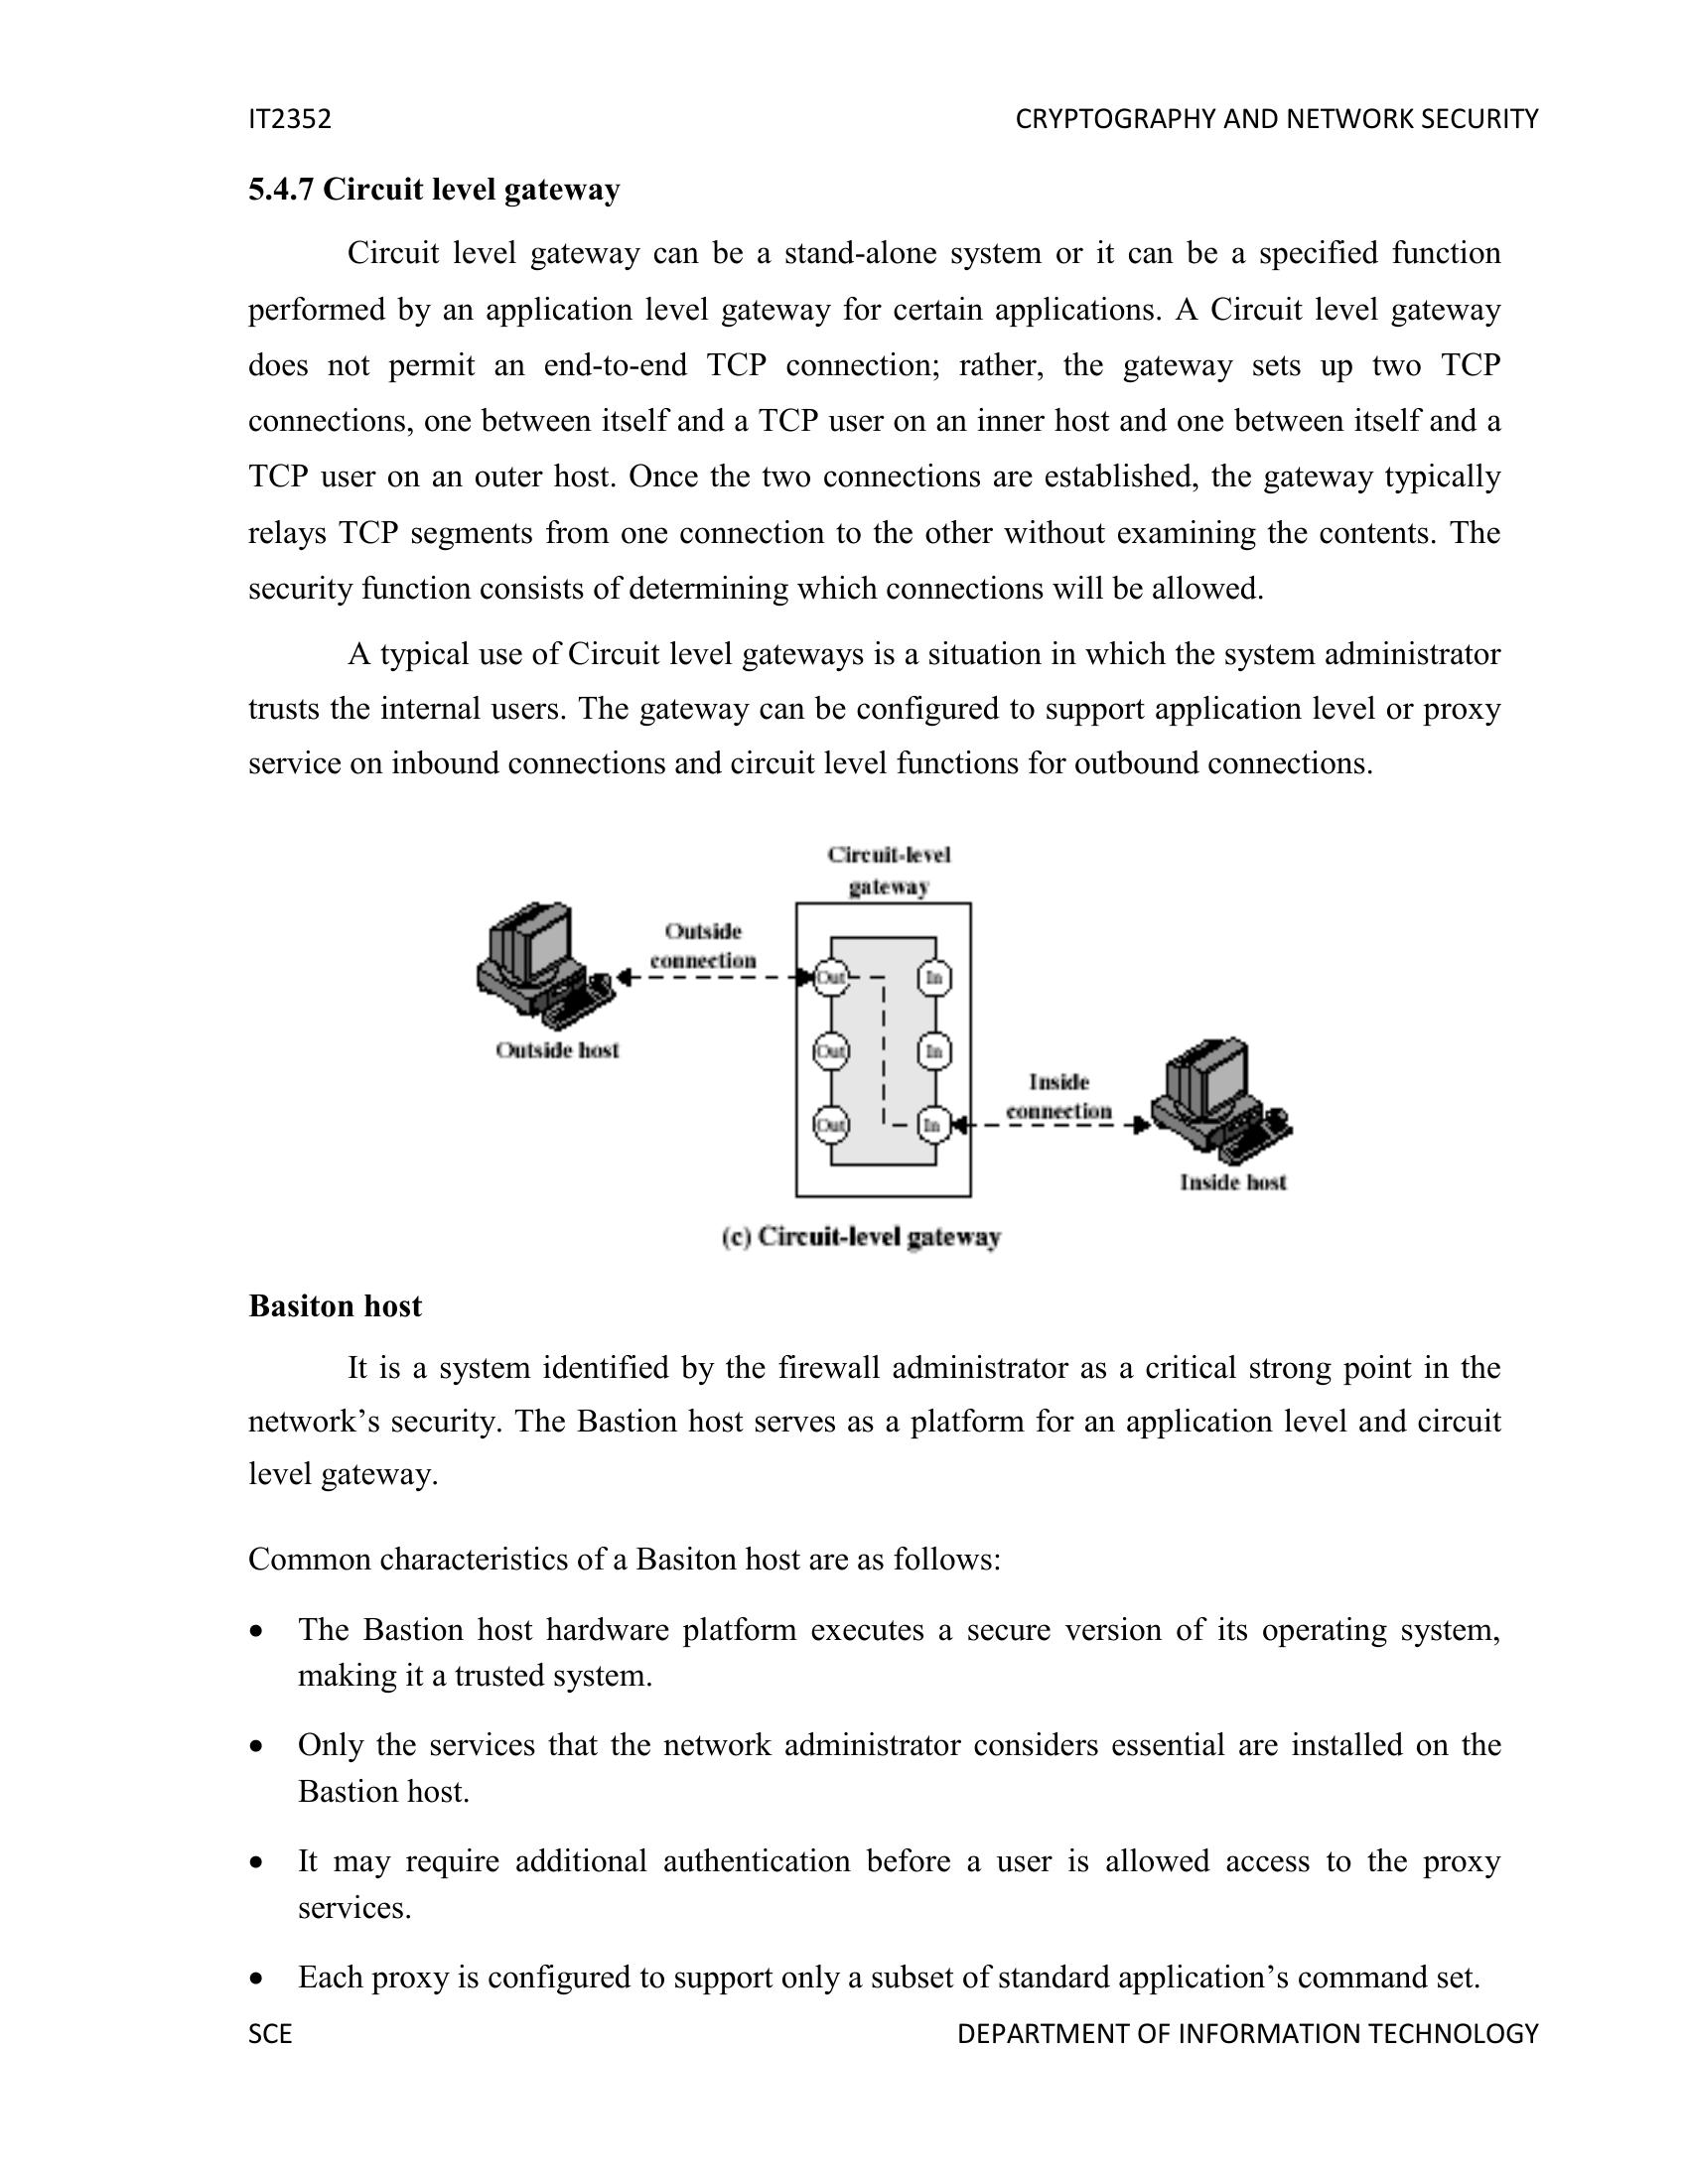 IT2352 CRYPTOGRAPHY AND NETWORK SECURITY
5.4.7 Circuit level gateway
Circuit level gateway can be a stand-alone system or it can be a specified function
performed by an application level gateway for certain applications. A Circuit level gateway
does not permit an end-to-end TCP connection; rather, the gateway sets up two TCP
connections, one between itself and a TCP user on an inner host and one between itself and a
TCP user on an outer host. Once the two connections are established, the gateway typically
relays TCP segments from one connection to the other without examining the contents. The
security function consists of determining which connections will be allowed.
A typical use of Circuit level gateways is a situation in which the system administrator
trusts the internal users. The gateway can be configured to support application level or proxy
service on inbound connections and circuit level functions for outbound connections.
Circuit-level
gateway
Outside
connection
Out In
Outside host
Out In
Inside
connection
Out In
Inside host
(c) Circuit-level gateway
Basiton host
It is a system identified by the firewall administrator as a critical strong point in the
network’s security. The Bastion host serves as a platform for an application level and circuit
level gateway.
Common characteristics of a Basiton host are as follows:
• The Bastion host hardware platform executes a secure version of its operating system,
making it a trusted system.
• Only the services that the network administrator considers essential are installed on the
Bastion host.
• It may require additional authentication before a user is allowed access to the proxy
services.
• Each proxy is configured to support only a subset of standard application’s command set.
SCE DEPARTMENT OF INFORMATION TECHNOLOGY